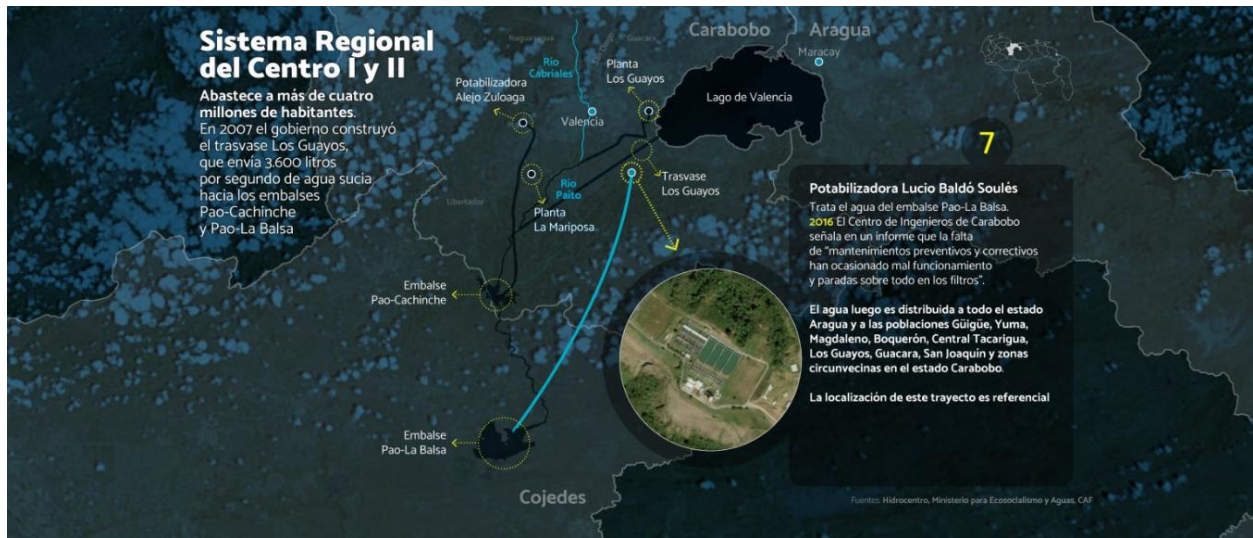 Sistema Regional
del Centro I y II
Abastece a más de cuatro
millones de habitantes.
En 2007 el gobierno construyó
el trasvase Los Guayos,
que envía 3.600 litros
por segundo de agua sucia
hacia los embalses
Pao-Cachinche
y Pao-La Balsa
Naguanagua
Guacara
Carabobo
Aragua
Maracay
Río
Cabriales
Planta
Los Guayos
Potabilizadora
Alejo Zuloaga
Lago de Valencia
Valencia
Trasvase
Los Guayos
Río
Paito
Libertador
Planta
La Mariposa
Embalse
Pao-Cachinche
Embalse
Pao-La Balsa
Cojedes
7
Potabilizadora Lucio Baldó Soulés
Trata el agua del embalse Pao-La Balsa.
2016 El Centro de Ingenieros de Carabobo
señala en un informe que la falta
de "mantenimientos preventivos y correctivos
han ocasionado mal funcionamiento
y paradas sobre todo en los filtros".
El agua luego es distribuida a todo el estado
Aragua y a las poblaciones Güigüe, Yuma,
Magdaleno, Boquerón, Central Tacarigua,
Los Guayos, Guacara, San Joaquín y zonas
circunvecinas en el estado Carabobo.
La localización de este trayecto es referencial
Fuentes: Hidrocentro, Ministerio para Ecosocialismo y Aguas, CAF